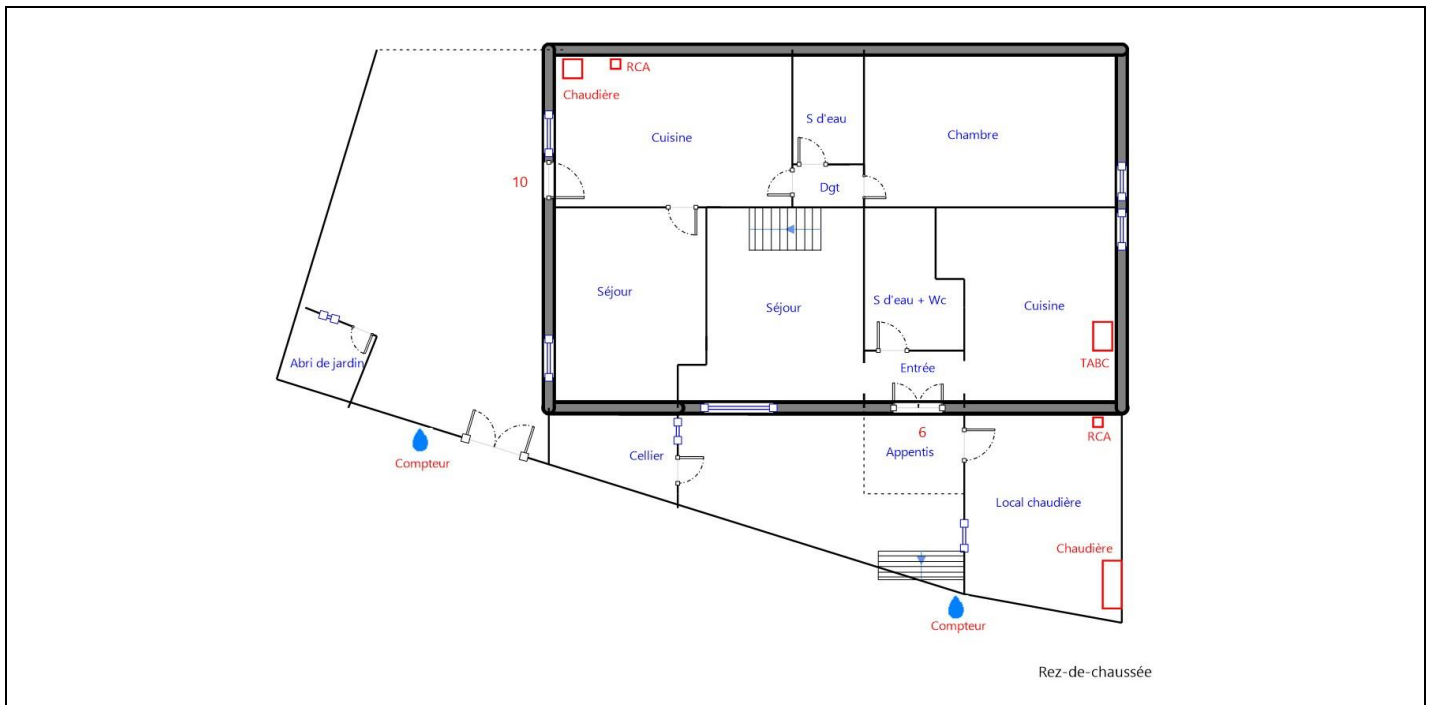 RCA
Chaudière
S d'eau
Cuisine
Chambre
10
Dgt
Séjour
Séjour
S d'eau + Wc
Cuisine
Abri de jardin
Entrée
TABC
6
RCA
Compteur
Cellier
Appentis
Local chaudière
Chaudière
Compteur
Rez-de-chaussée